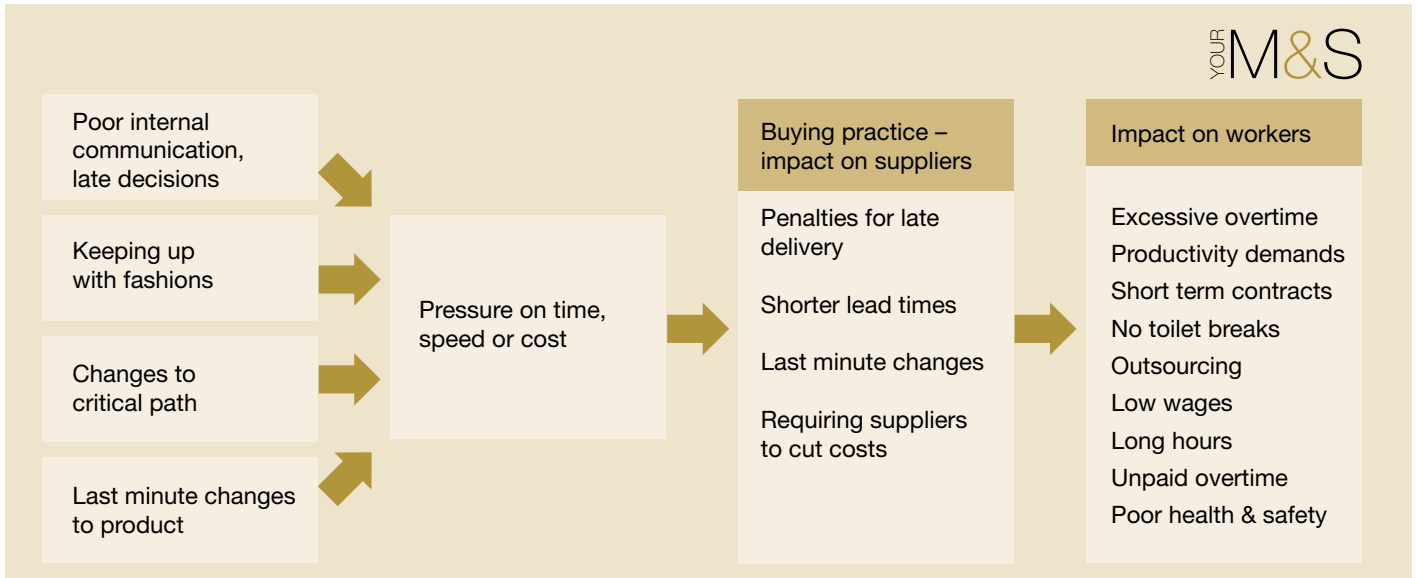 YOUR
M&S
Poor internal
communication,
late decisions
Keeping up
with fashions
Changes to
critical path
Last minute changes
to product
Pressure on time,
speed or cost
Buying practice –
impact on suppliers
Penalties for late
delivery
Shorter lead times
Last minute changes
Requiring suppliers
to cut costs
Impact on workers
Excessive overtime
Productivity demands
Short term contracts
No toilet breaks
Outsourcing
Low wages
Long hours
Unpaid overtime
Poor health & safety